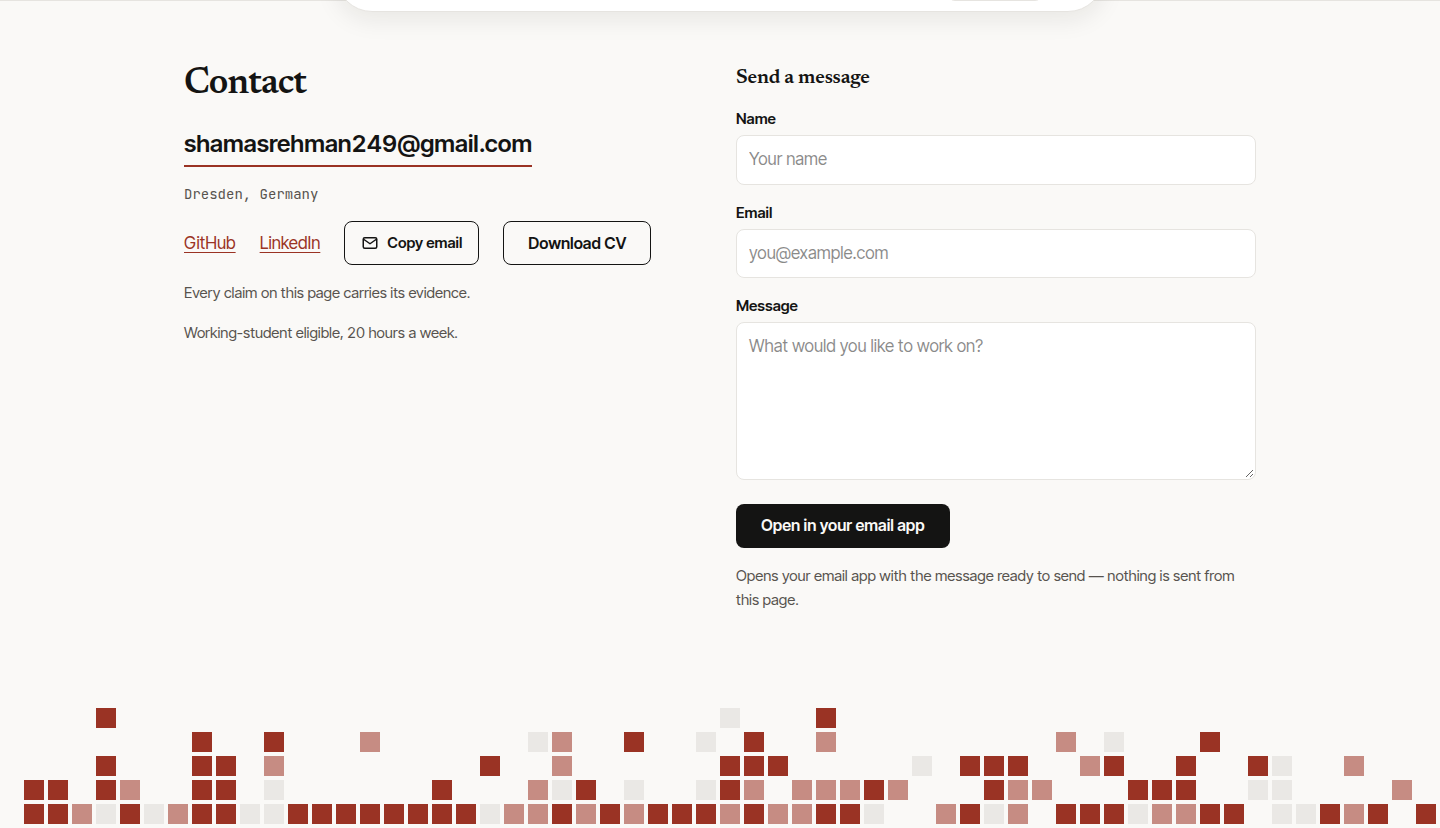 Contact
shamasrehman249@gmail.com
Dresden, Germany
GitHub LinkedIn Copy email Download CV
Every claim on this page carries its evidence.
Working-student eligible, 20 hours a week.
Send a message
Name
Your name
Email
you@example.com
Message
What would you like to work on?
Open in your email app
Opens your email app with the message ready to send — nothing is sent from
this page.